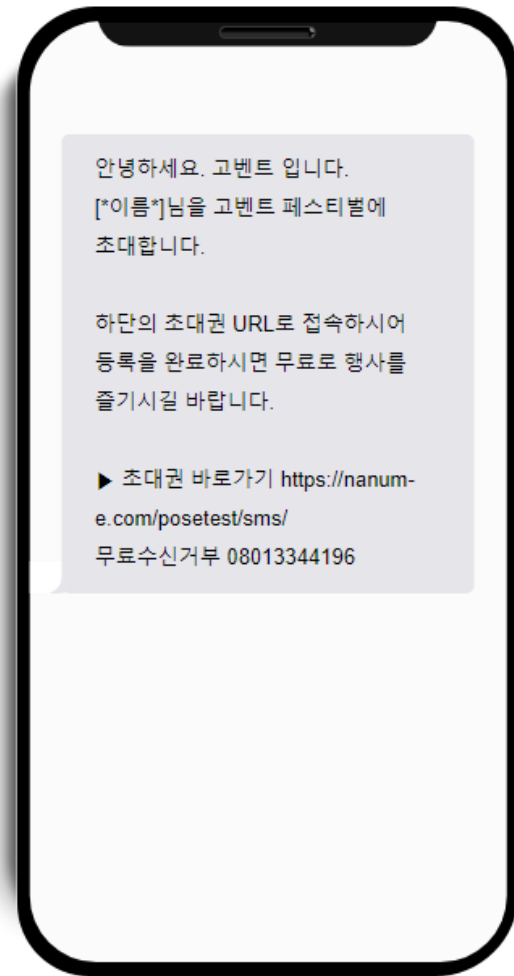 안녕하세요. 고벤트 입니다.
[*이름*]님을 고벤트 페스티벌에
초대합니다.
하단의 초대권 URL로 접속하시어
등록을 완료하시면 무료로 행사를
즐기시길 바랍니다.
▶ 초대권 바로가기 https://nanum-
e.com/posetest/sms/
무료수신거부 08013344196